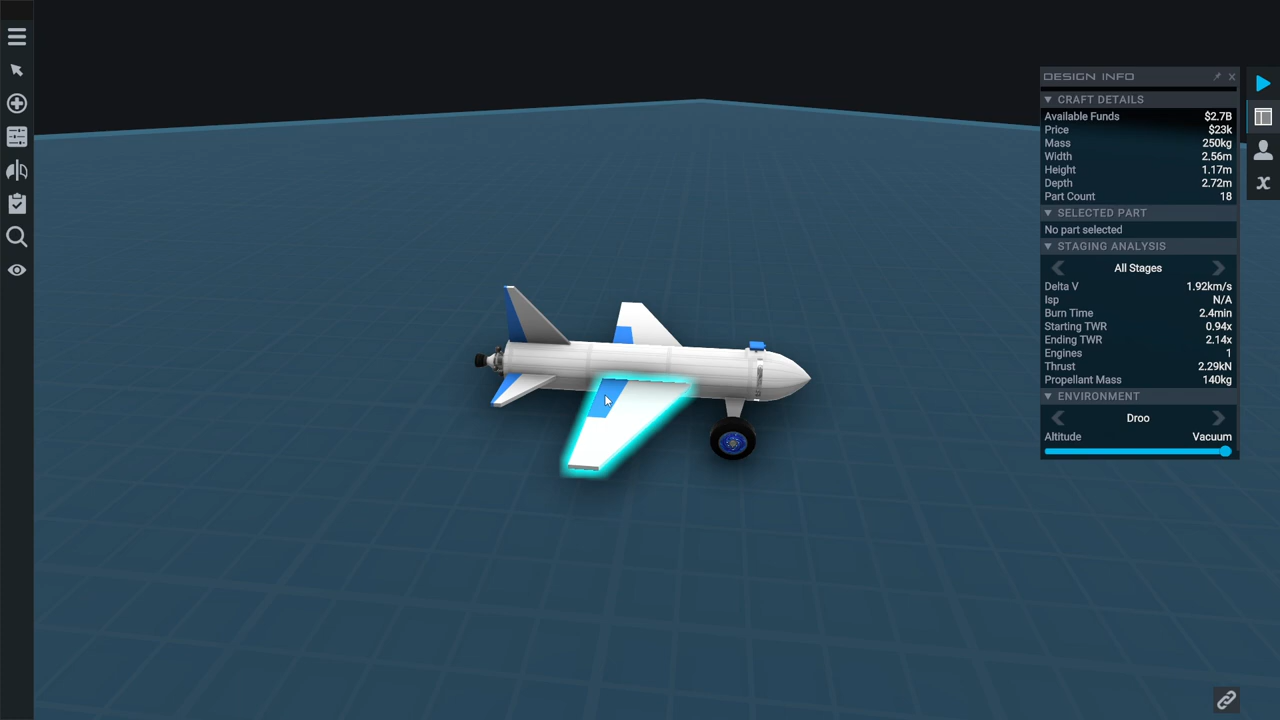 DESIGN INFO
CRAFT DETAILS
Available Funds $2.7B
Price $23k
Mass 250kg
Width 2.56m
Height 1.17m
Depth 2.72m
Part Count 18
SELECTED PART
No part selected
STAGING ANALYSIS
All Stages
Delta V 1.92km/s
Isp N/A
Burn Time 2.4min
Starting TWR 0.94x
Ending TWR 2.14x
Engines 1
Thrust 2.29kN
Propellant Mass 140kg
ENVIRONMENT
Droo
Altitude Vacuum